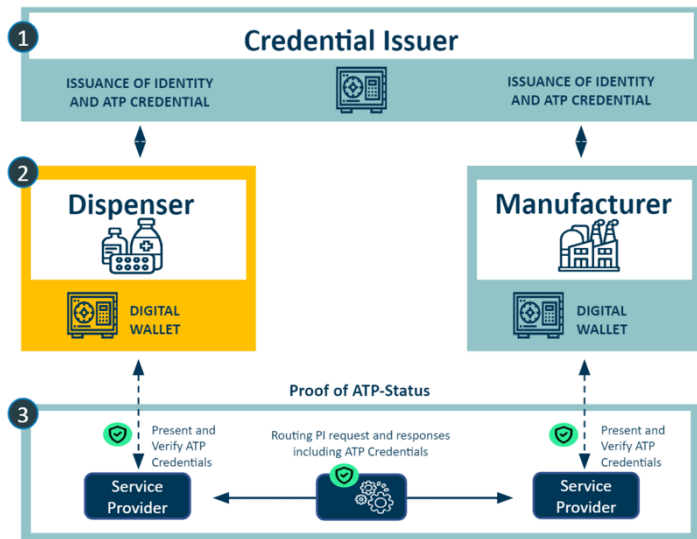 1
Credential Issuer
ISSUANCE OF IDENTITY
AND ATP CREDENTIAL
ISSUANCE OF IDENTITY
AND ATP CREDENTIAL
2
Dispenser
DIGITAL
WALLET
Manufacturer
DIGITAL
WALLET
Proof of ATP-Status
3
Present and
Verify ATP
Credentials
Routing PI request and responses
including ATP Credentials
Present and
Verify ATP
Credentials
Service
Provider
Service
Provider